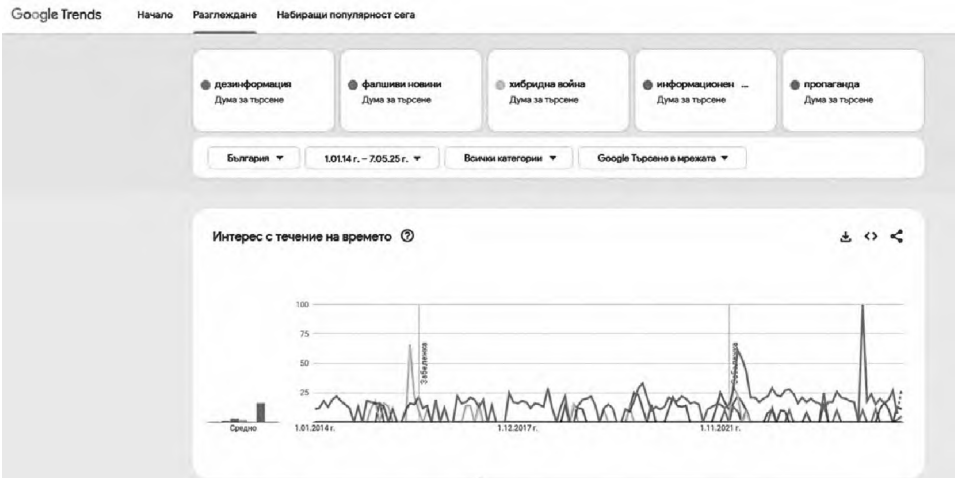 Google Trends Начало Разглеждане Набиращи популярност сега
дезинформация фалшиви новини хибридна война информационен ... пропаганда
Дума за търсене Дума за търсене Дума за търсене Дума за търсене Дума за търсене
България 1.01.14 г. – 7.05.25 г. Всички категории Google Търсене в мрежата
Интерес с течение на времето
100
75
50
25
Забележка Забележка
Средно 1.01.2014 г. 1.12.2017 г. 1.11.2021 г.